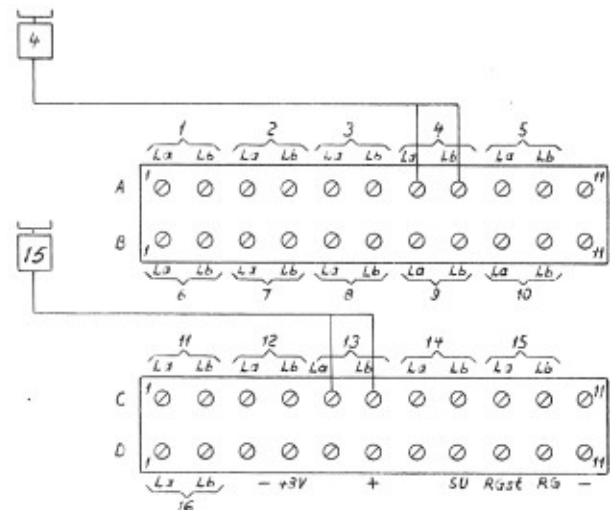 4
1 2 3 4 5
La Lb La Lb La Lb La Lb La Lb
1 11
A
15
B
1 11
La Lb La Lb La Lb La Lb La Lb
6 7 8 9 10
11 12 13 14 15
La Lb La Lb La Lb La Lb La Lb
1 11
C
D
1 11
La Lb - +3V + SU RGst RG -
16